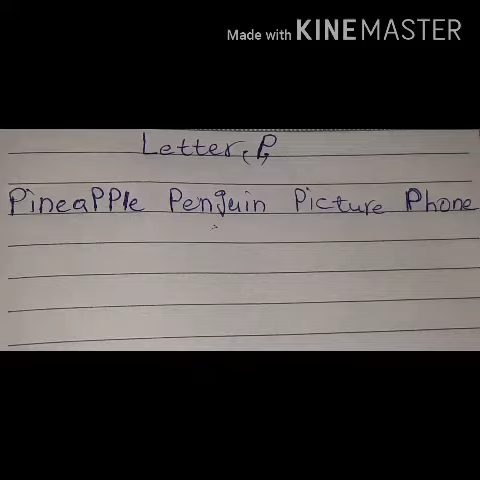 Made with KINEMASTER
Letter, P,
PineaPPle Penguin Picture Phone